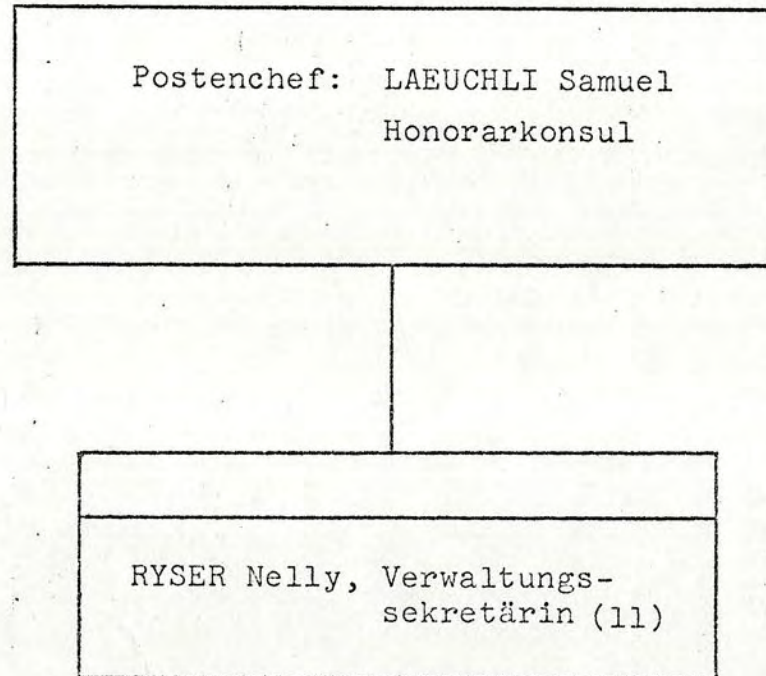 Postenchef: LAEUCHLI Samuel
Honorarkonsul
RYSER Nelly, Verwaltungs-
sekretärin (11)